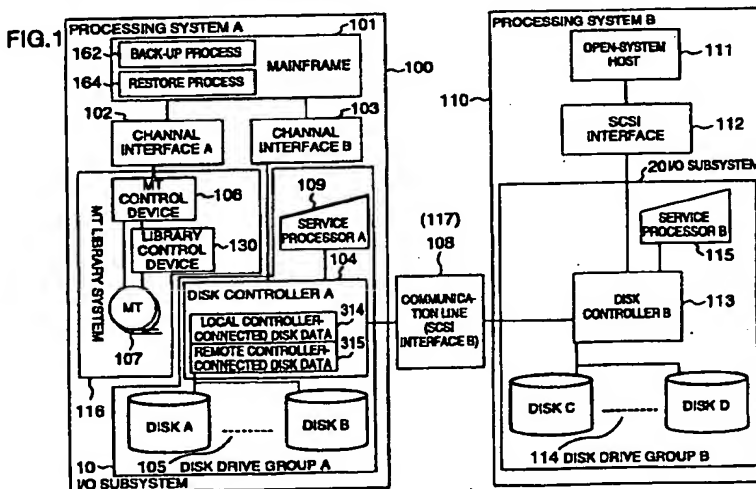 FIG.1
PROCESSING SYSTEM A
101
162
BACK-UP PROCESS
164
RESTORE PROCESS
MAINFRAME
100
102
103
CHANNAL INTERFACE A
CHANNAL INTERFACE B
MT CONTROL DEVICE
106
LIBRARY CONTROL DEVICE
130
MT
107
MT LIBRARY SYSTEM
116
109
SERVICE PROCESSOR A
104
DISK CONTROLLER A
LOCAL CONTROLLER-CONNECTED DISK DATA
314
REMOTE CONTROLLER-CONNECTED DISK DATA
315
DISK A
DISK B
10
105
DISK DRIVE GROUP A
I/O SUBSYSTEM
(117)
108
COMMUNICA-
TION LINE
(SCSI
INTERFACE B)
PROCESSING SYSTEM B
OPEN-SYSTEM HOST
111
110
SCSI INTERFACE
112
20
I/O SUBSYSTEM
SERVICE PROCESSOR B
115
DISK CONTROLLER B
113
DISK C
DISK D
114
DISK DRIVE GROUP B